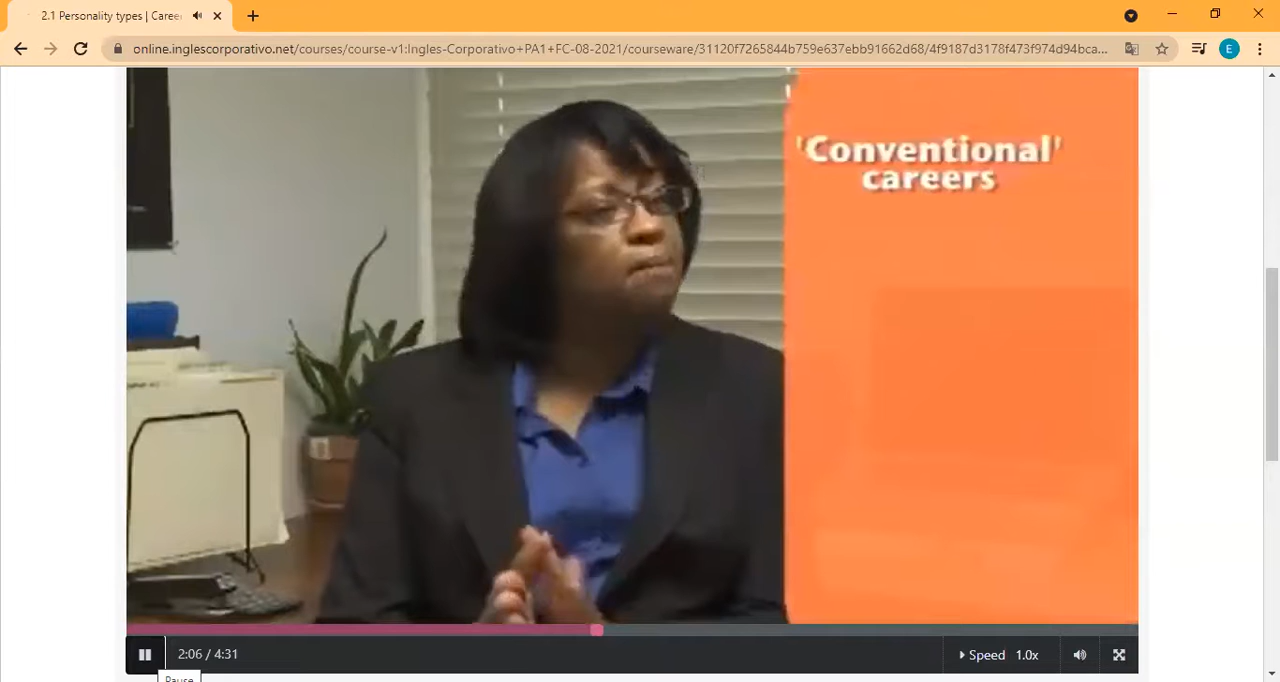 2.1 Personality types | Caree
online.inglescorporativo.net/courses/course-v1:Ingles-Corporativo+PA1+FC-08-2021/courseware/31120f7265844b759e637ebb91662d68/4f9187d3178f473f974d94bca...
E
'Conventional'
careers
2:06 / 4:31
Speed 1.0x
Pause